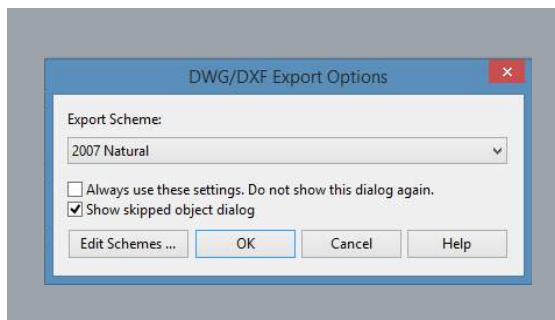 DWG/DXF Export Options
Export Scheme:
2007 Natural
Always use these settings. Do not show this dialog again.
Show skipped object dialog
Edit Schemes ... OK Cancel Help